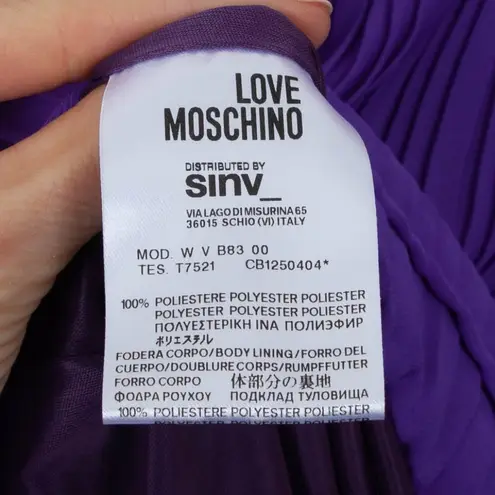 LOVE
MOSCHINO
DISTRIBUTED BY
sinv_
VIA LAGO DI MISURINA 65
36015 SCHIO (VI) ITALY
MOD. W V B83 00
TES. T7521 CB1250404*
100% POLIESTERE POLYESTER POLIESTER
POLYESTER POLYESTER POLYESTER
ΠΟΛΥΕΣΤΕΡΙΚΗ ΙΝΑ ПОЛИЭФИР
ポリエステル
FODERA CORPO/BODY LINING/FORRO DEL
CUERPO/DOUBLURE CORPS/RUMPFFUTTER
FORRO CORPO 体部分の裏地
ΦΟΔΡΑ ΡΟΥΧΟΥ ПОДКЛАД ТУЛОВИЩА
100% POLIESTERE POLYESTER POLIESTER